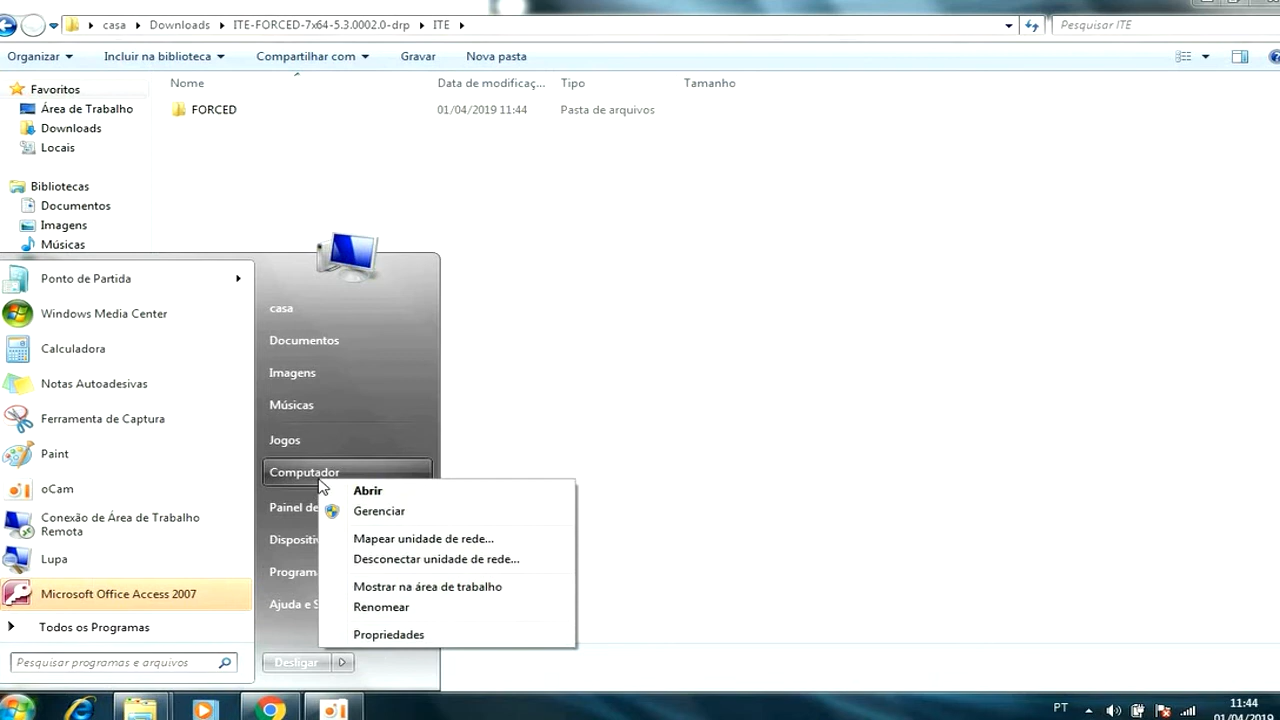 casa Downloads ITE-FORCED-7x64-5.3.0002.0-drp ITE
Pesquisar ITE
Organizar Incluir na biblioteca Compartilhar com Gravar Nova pasta
Nome Data de modificaç... Tipo Tamanho
FORCED 01/04/2019 11:44 Pasta de arquivos
Favoritos
Área de Trabalho
Downloads
Locais
Bibliotecas
Documentos
Imagens
Músicas
Ponto de Partida
Windows Media Center
Calculadora
Notas Autoadesivas
Ferramenta de Captura
Paint
oCam
Conexão de Área de Trabalho
Remota
Lupa
Microsoft Office Access 2007
Todos os Programas
Pesquisar programas e arquivos
casa
Documentos
Imagens
Músicas
Jogos
Computador
Painel de
Dispositiv
Program
Ajuda e S
Desligar
Abrir
Gerenciar
Mapear unidade de rede...
Desconectar unidade de rede...
Mostrar na área de trabalho
Renomear
Propriedades
PT
11:44
01/04/2019